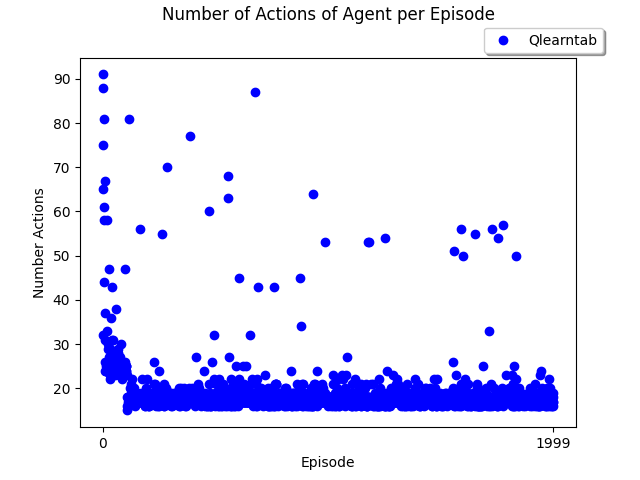 Number of Actions of Agent per Episode
Qlearntab
90
80
70
60
50
40
30
20
Number Actions
0 1999
Episode